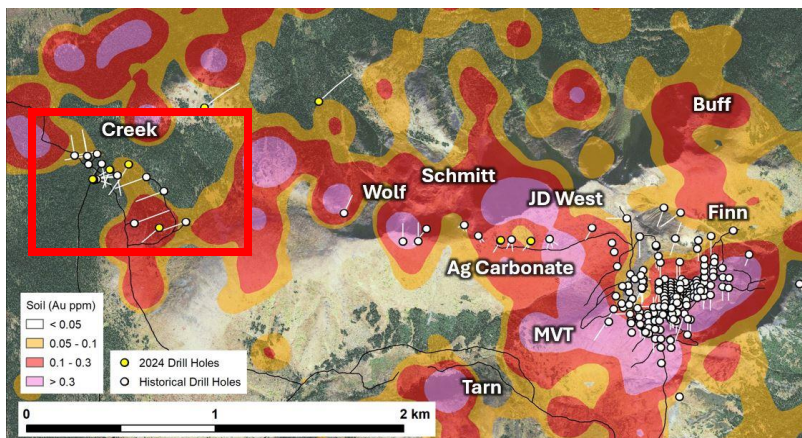 Creek
Buff
Schmitt
Wolf
JD West
Finn
Ag Carbonate
MVT
Tarn
Soil (Au ppm)
< 0.05
0.05 - 0.1
0.1 - 0.3
> 0.3
2024 Drill Holes
Historical Drill Holes
0 1 2 km